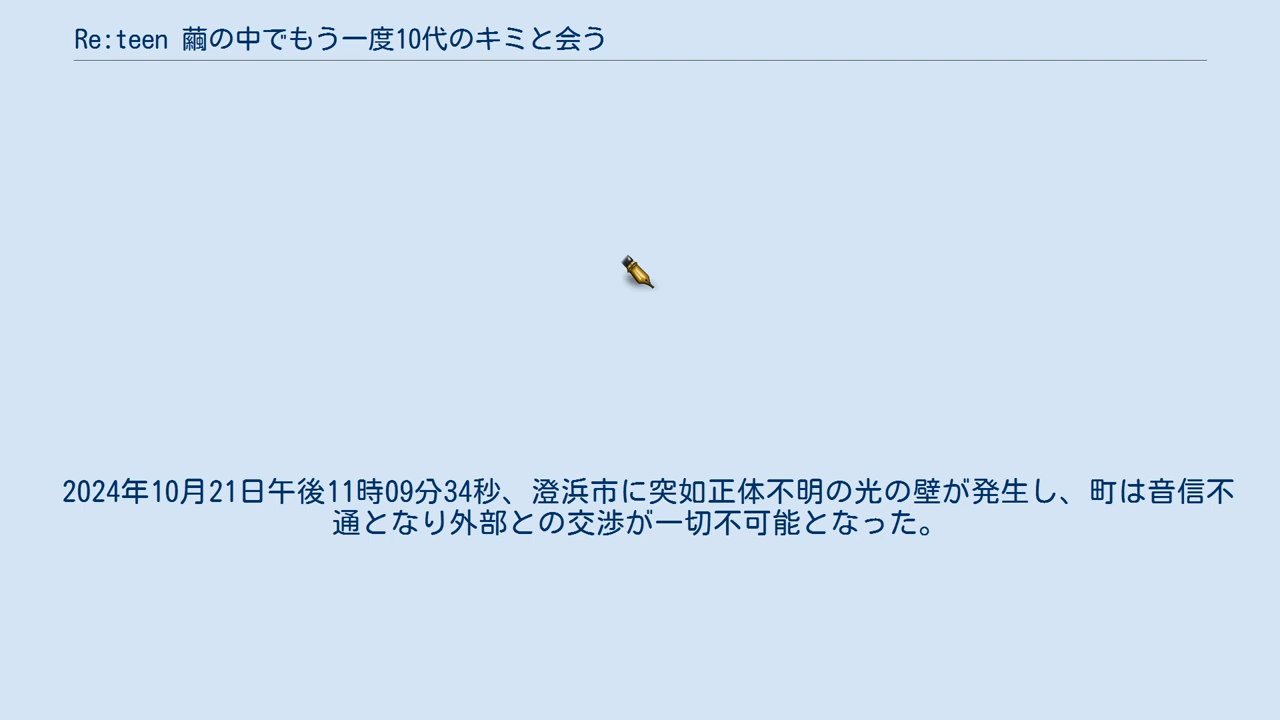 Re:teen 繭の中でもう一度10代のキミと会う
2024年10月21日午後11時09分34秒、澄浜市に突如正体不明の光の壁が発生し、町は音信不
通となり外部との交渉が一切不可能となった。